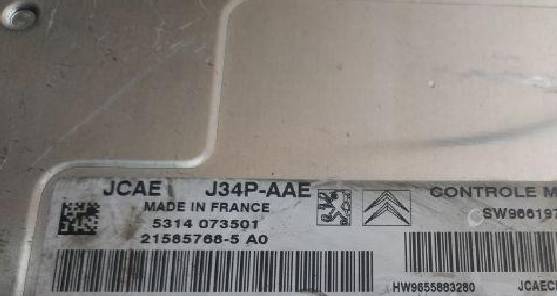 JCAE J34P-AAE
MADE IN FRANCE
5314 073501
21585766-5 A0
CONTROLE M
SW966197
HW9655883280 JCAEC